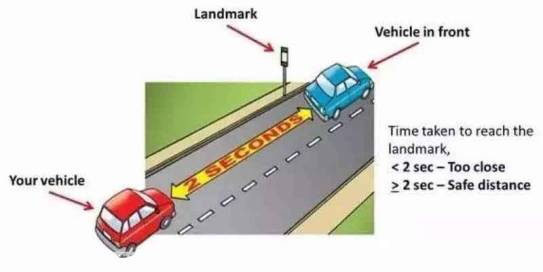 Landmark
Vehicle in front
2 SECONDS
Time taken to reach the
landmark,
< 2 sec – Too close
≥ 2 sec – Safe distance
Your vehicle